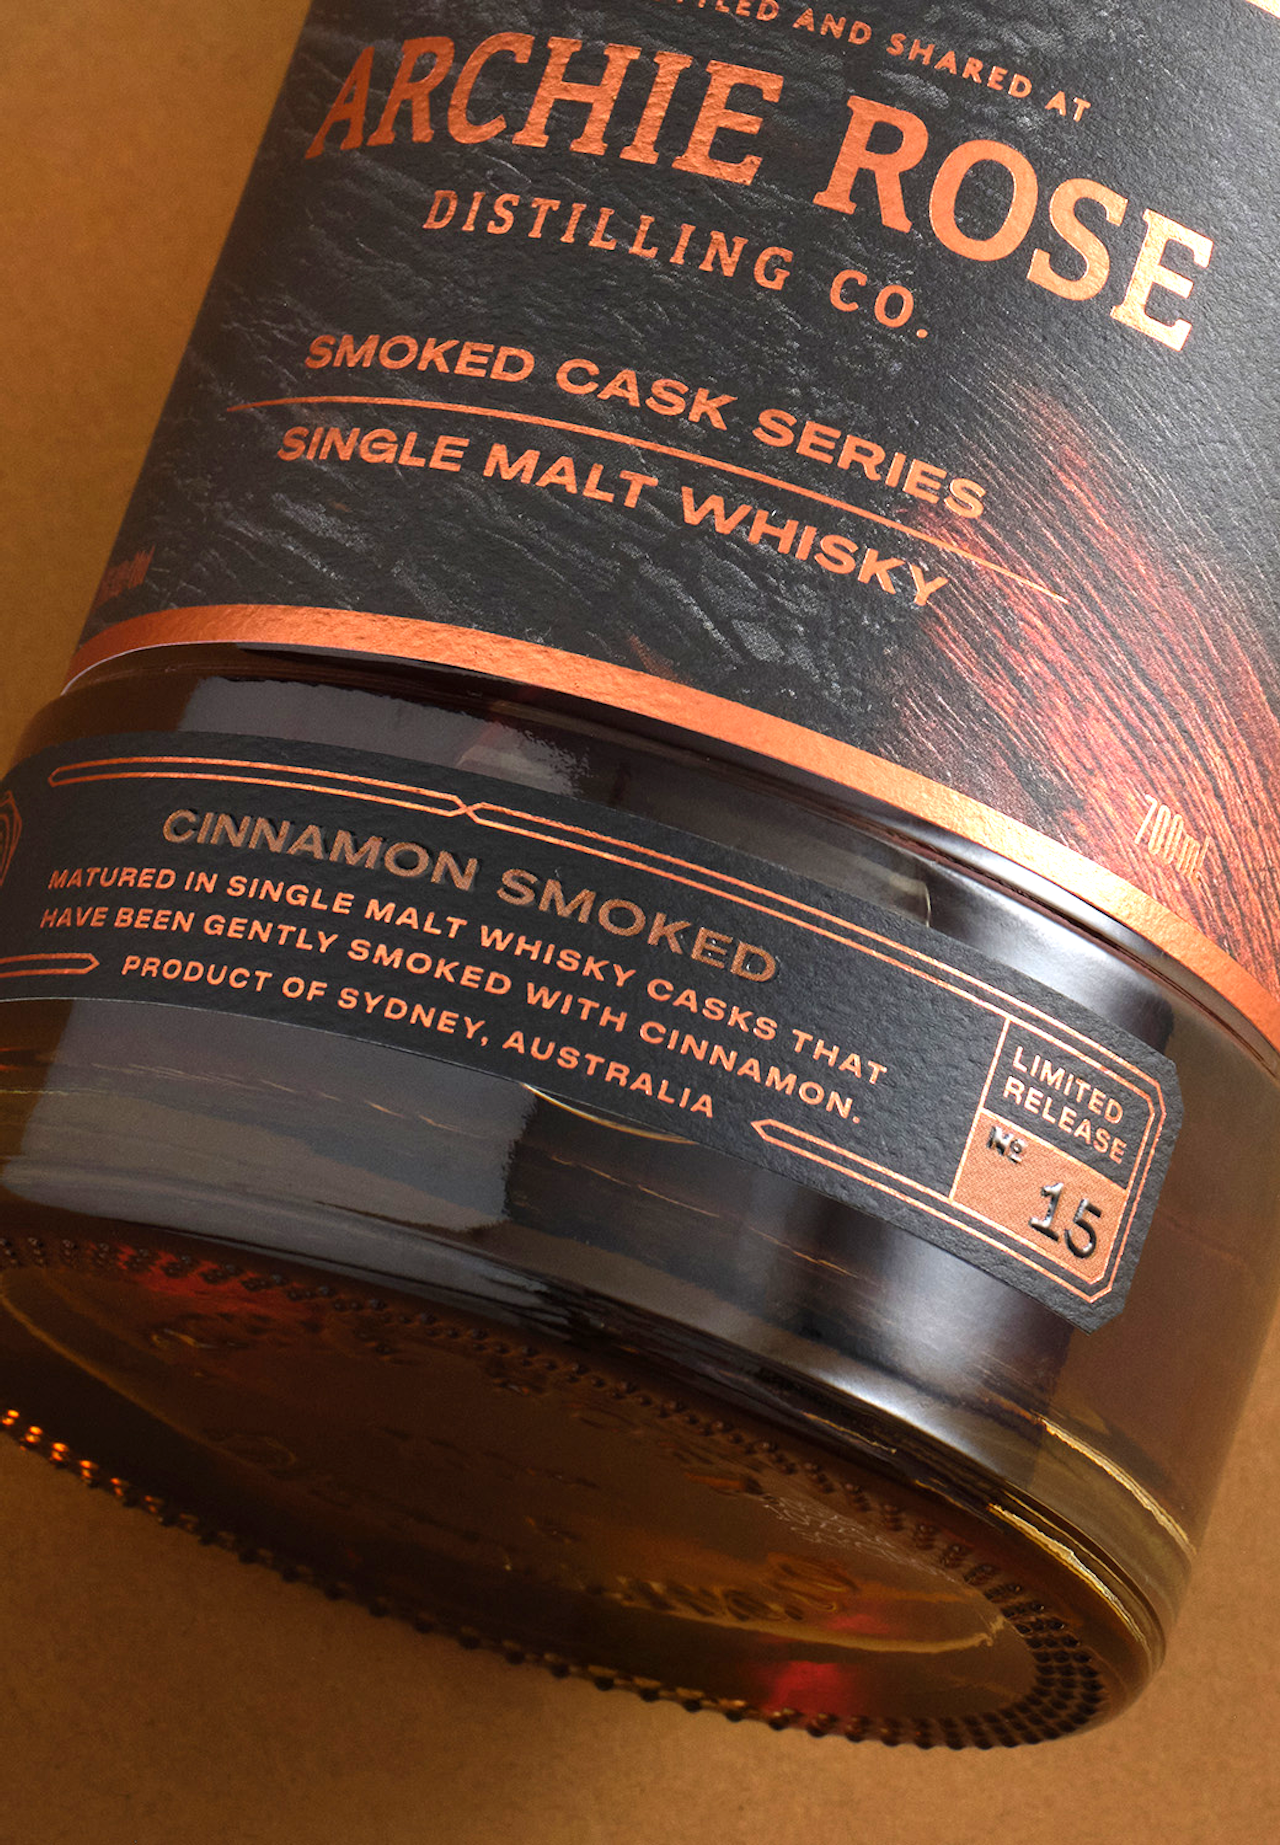 AND SHARED AT
ARCHIE ROSE
DISTILLING CO.
SMOKED CASK SERIES
SINGLE MALT WHISKY
700ml
CINNAMON SMOKED
MATURED IN SINGLE MALT WHISKY CASKS THAT
HAVE BEEN GENTLY SMOKED WITH CINNAMON.
PRODUCT OF SYDNEY, AUSTRALIA
LIMITED
RELEASE
Nº
15